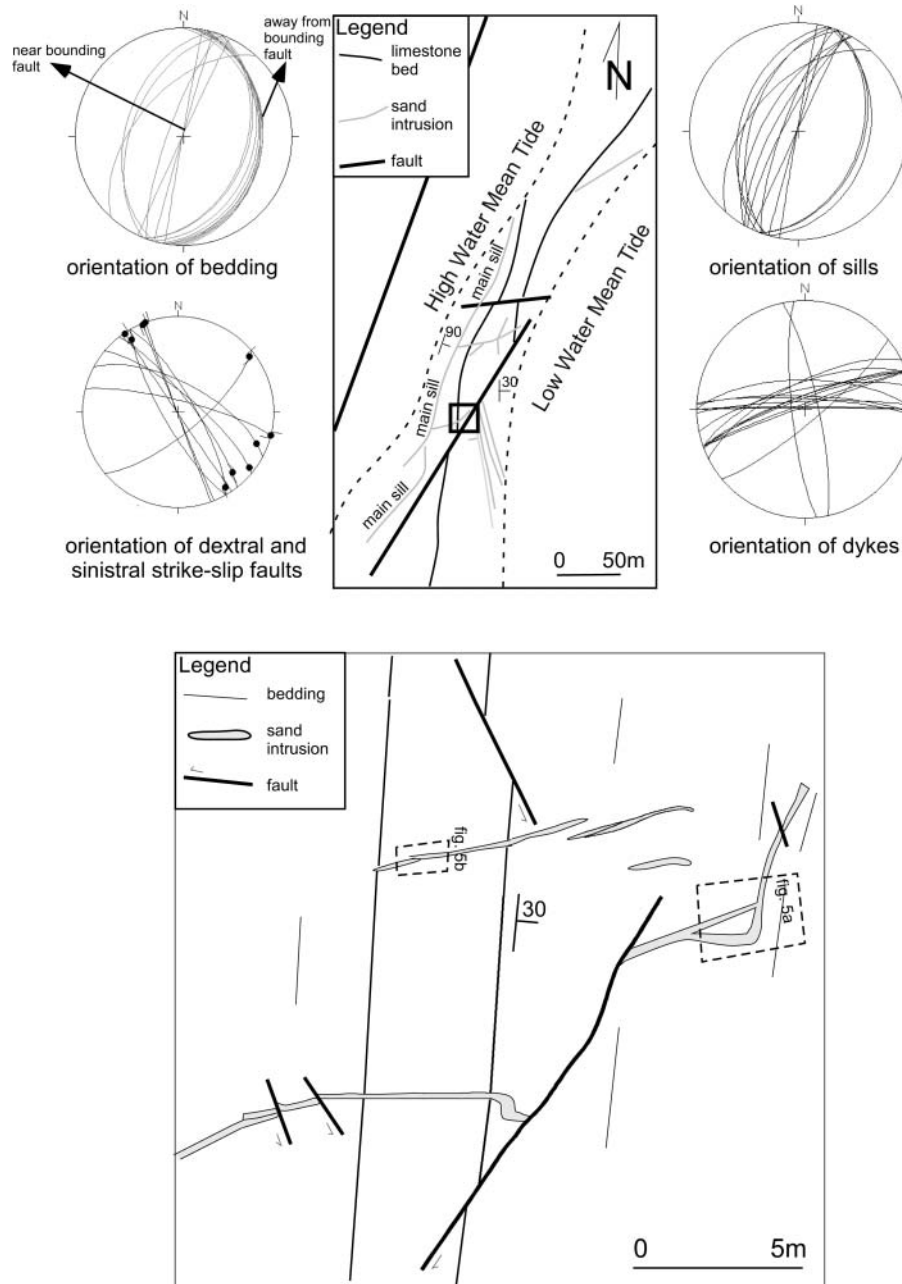 N
near bounding
fault
away from
bounding
fault
orientation of bedding
N
orientation of dextral and
sinistral strike-slip faults
Legend
limestone
bed
sand
intrusion
fault
N
High Water Mean Tide
main sill
90
main sill
30
Low Water Mean Tide
main sill
0 50m
N
orientation of sills
N
orientation of dykes
Legend
bedding
sand
intrusion
fault
fig. 6b
30
fig. 5a
0 5m